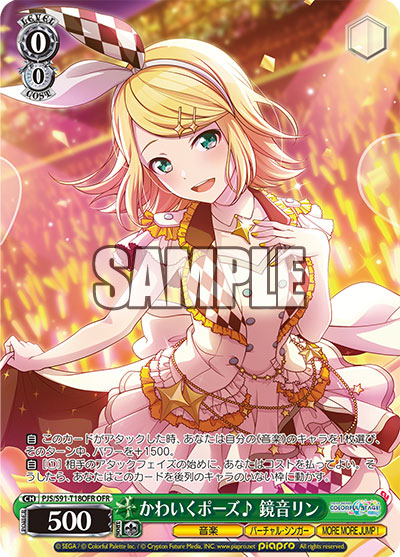 LEVEL
0
0
COST
SAMPLE
自 このカードがアタックした時、あなたは自分の《音楽》のキャラを1枚選び、
そのターン中、パワーを＋1500。
自 ［(1)］ 相手のアタックフェイズの始めに、あなたはコストを払ってよい。そ
うしたら、あなたはこのカードを後列のキャラのいない枠に動かす。
CH PJS/S91-T18OFR OFR
500
かわいくポーズ♪ 鏡音リン
COLORFUL STAGE!
音楽
バーチャル・シンガー
MORE MORE JUMP！
© SEGA / © Colorful Palette Inc. / © Crypton Future Media, INC. www.piapro.net piapro All rights reserved.